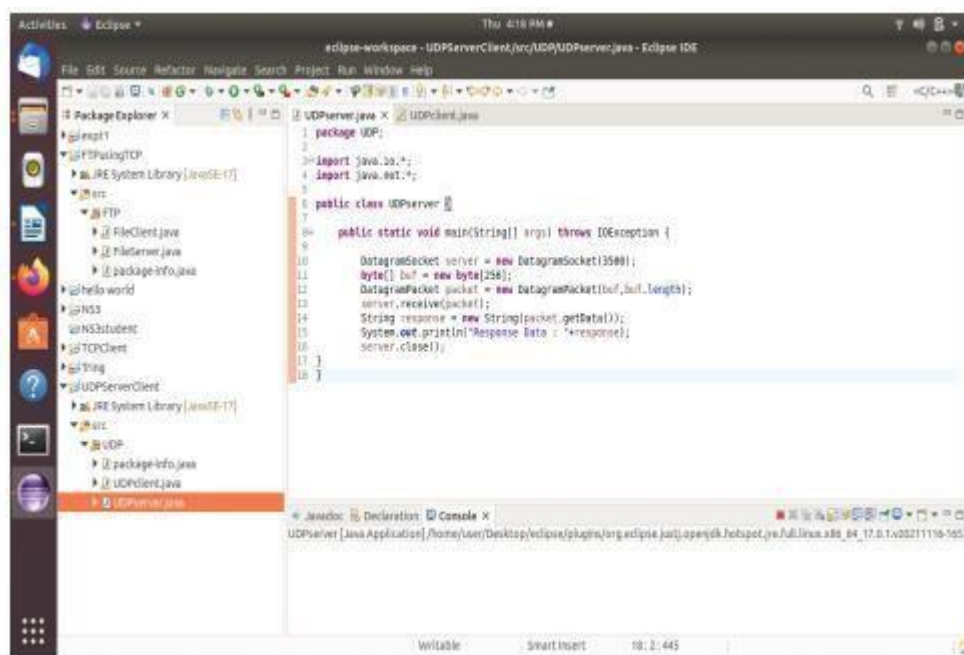 Activities Eclipse Thu 4:18 PM
eclipse-workspace - UDPServerClient/src/UDP/UDPserver.java - Eclipse IDE
File Edit Source Refactor Navigate Search Project Run Window Help
Package Explorer
UDPserver.java UDPclient.java
expt1
FTPusingTCP
JRE System Library [JavaSE-17]
src
FTP
FileClient.java
FileServer.java
package-info.java
hello world
NS3
NS3student
TCPClient
Tring
UDPServerClient
JRE System Library [JavaSE-17]
src
UDP
package-info.java
UDPclient.java
UDPserver.java
1 package UDP;
2
3 import java.io.*;
4 import java.net.*;
5
6 public class UDPserver {
7
8 public static void main(String[] args) throws IOException {
9
10 DatagramSocket server = new DatagramSocket(3500);
11 byte[] buf = new byte[256];
12 DatagramPacket packet = new DatagramPacket(buf,buf.length);
13 server.receive(packet);
14 String response = new String(packet.getData());
15 System.out.println("Response Data : "+response);
16 server.close();
17 }
18 }
Javadoc Declaration Console
UDPserver [Java Application] /home/user/Desktop/eclipse/plugins/org.eclipse.justj.openjdk.hotspot.jre.full.linux.x86_64_17.0.1.v20211116-165
Writable Smart Insert 18 : 2 : 445